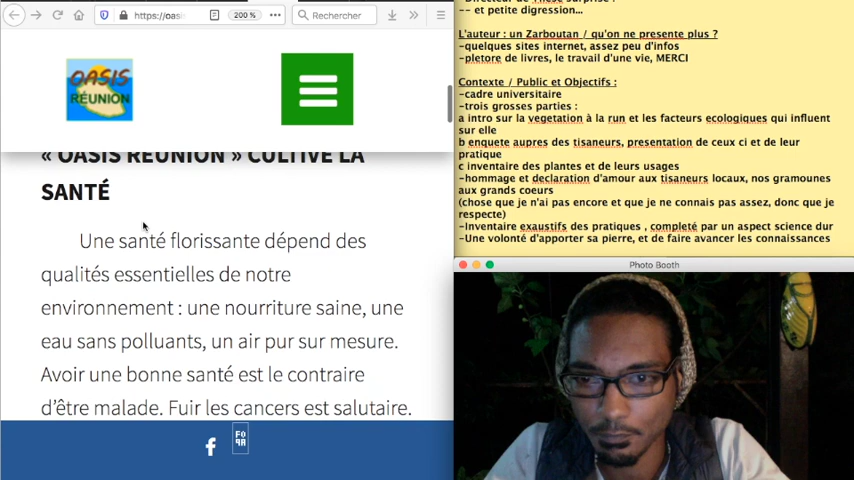 https://oasis
200 %
Rechercher
OASIS
RÉUNION
« OASIS RÉUNION » CULTIVE LA
SANTÉ
Une santé florissante dépend des
qualités essentielles de notre
environnement : une nourriture saine, une
eau sans polluants, un air pur sur mesure.
Avoir une bonne santé est le contraire
d'être malade. Fuir les cancers est salutaire.
-- et petite digression...
L'auteur : un Zarboutan / qu'on ne presente plus ?
-quelques sites internet, assez peu d'infos
-pletore de livres, le travail d'une vie, MERCI
Contexte / Public et Objectifs :
-cadre universitaire
-trois grosses parties :
a intro sur la vegetation à la run et les facteurs ecologiques qui influent
sur elle
b enquete aupres des tisaneurs, presentation de ceux ci et de leur
pratique
c inventaire des plantes et de leurs usages
-hommage et declaration d'amour aux tisaneurs locaux, nos gramounes
aux grands coeurs
(chose que je n'ai pas encore et que je ne connais pas assez, donc que je
respecte)
-Inventaire exaustifs des pratiques , completé par un aspect science dur
-Une volonté d'apporter sa pierre, et de faire avancer les connaissances
Photo Booth